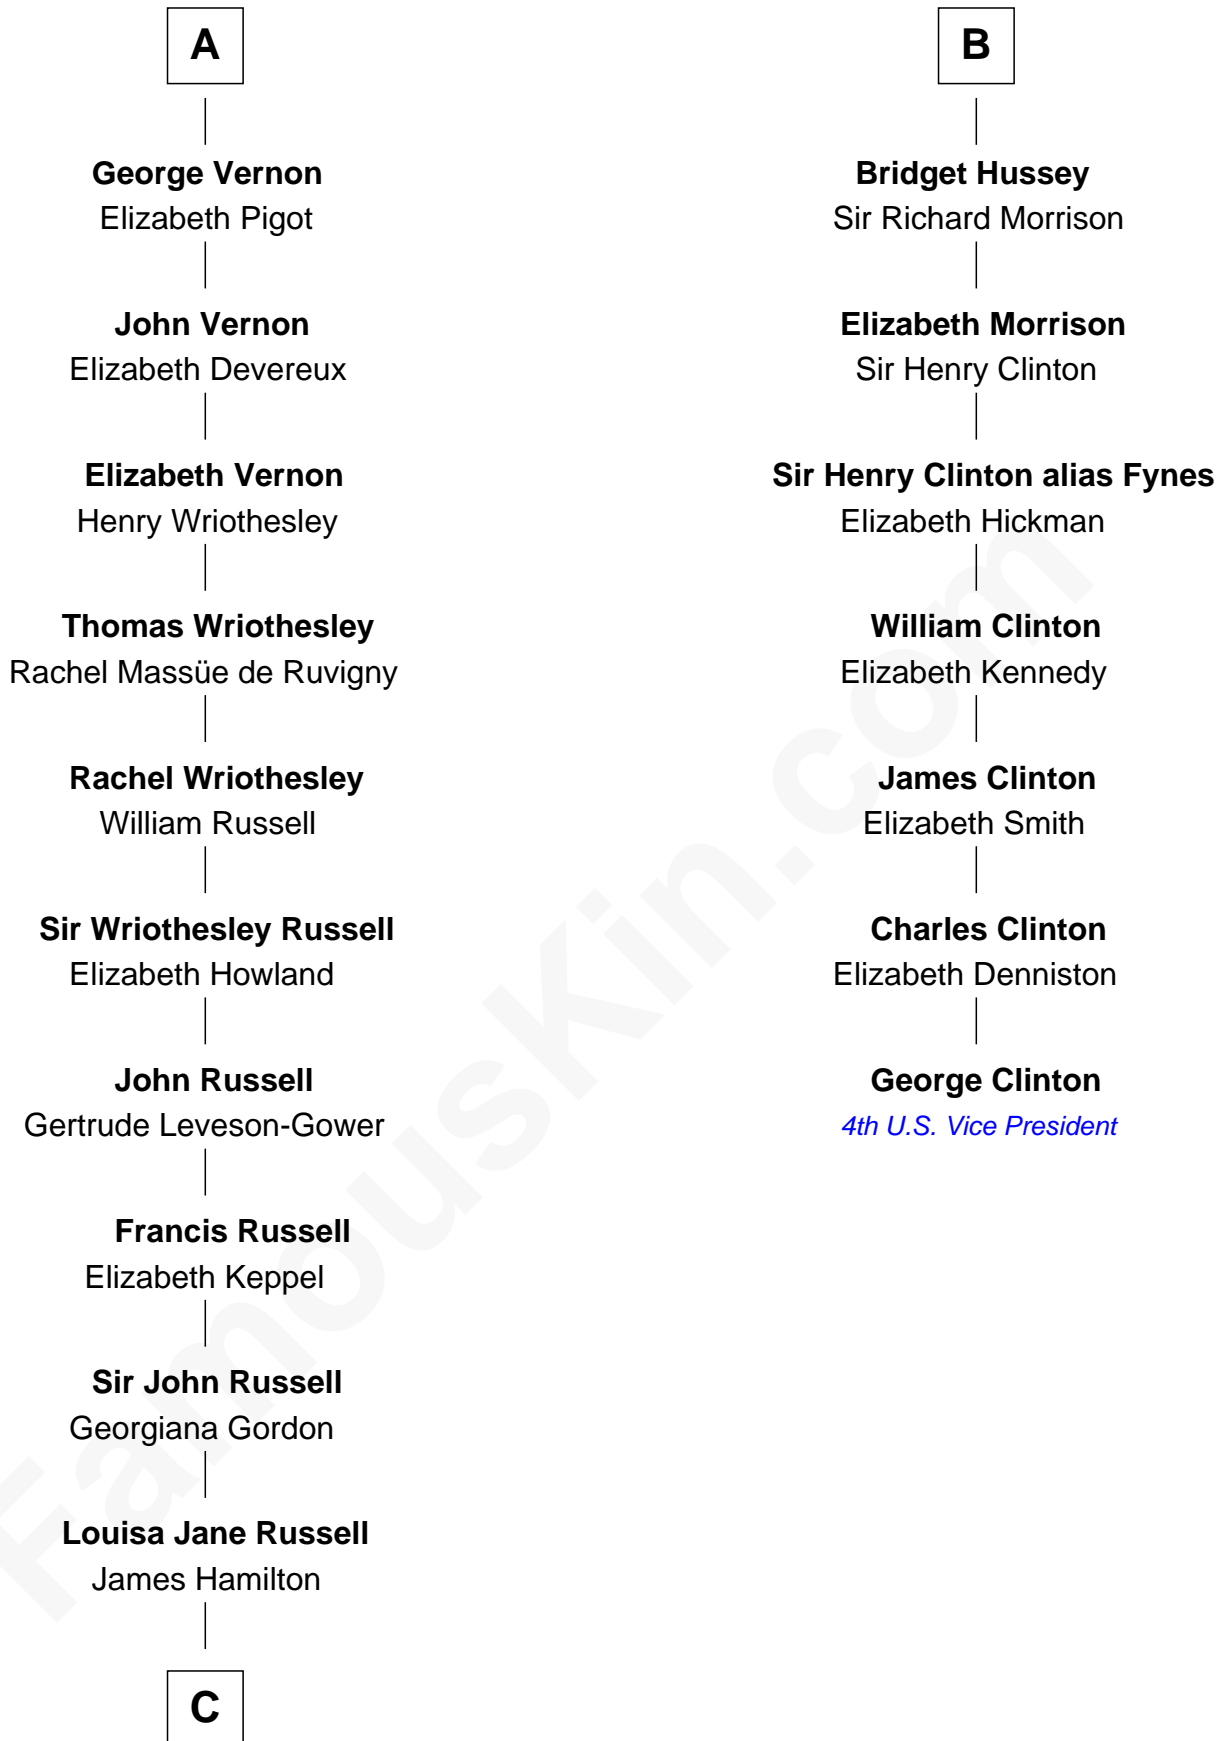 A
George Vernon
Elizabeth Pigot
John Vernon
Elizabeth Devereux
Elizabeth Vernon
Henry Wriothesley
Thomas Wriothesley
Rachel Massüe de Ruvigny
Rachel Wriothesley
William Russell
Sir Wriothesley Russell
Elizabeth Howland
John Russell
Gertrude Leveson-Gower
Francis Russell
Elizabeth Keppel
Sir John Russell
Georgiana Gordon
Louisa Jane Russell
James Hamilton
C
B
Bridget Hussey
Sir Richard Morrison
Elizabeth Morrison
Sir Henry Clinton
Sir Henry Clinton alias Fynes
Elizabeth Hickman
William Clinton
Elizabeth Kennedy
James Clinton
Elizabeth Smith
Charles Clinton
Elizabeth Denniston
George Clinton
4th U.S. Vice President
FamousKin.com